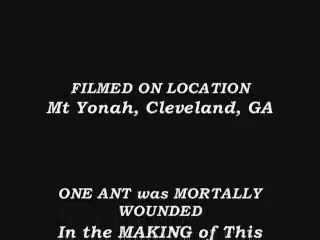 FILMED ON LOCATION
Mt Yonah, Cleveland, GA
ONE ANT was MORTALLY
WOUNDED
In the MAKING of This